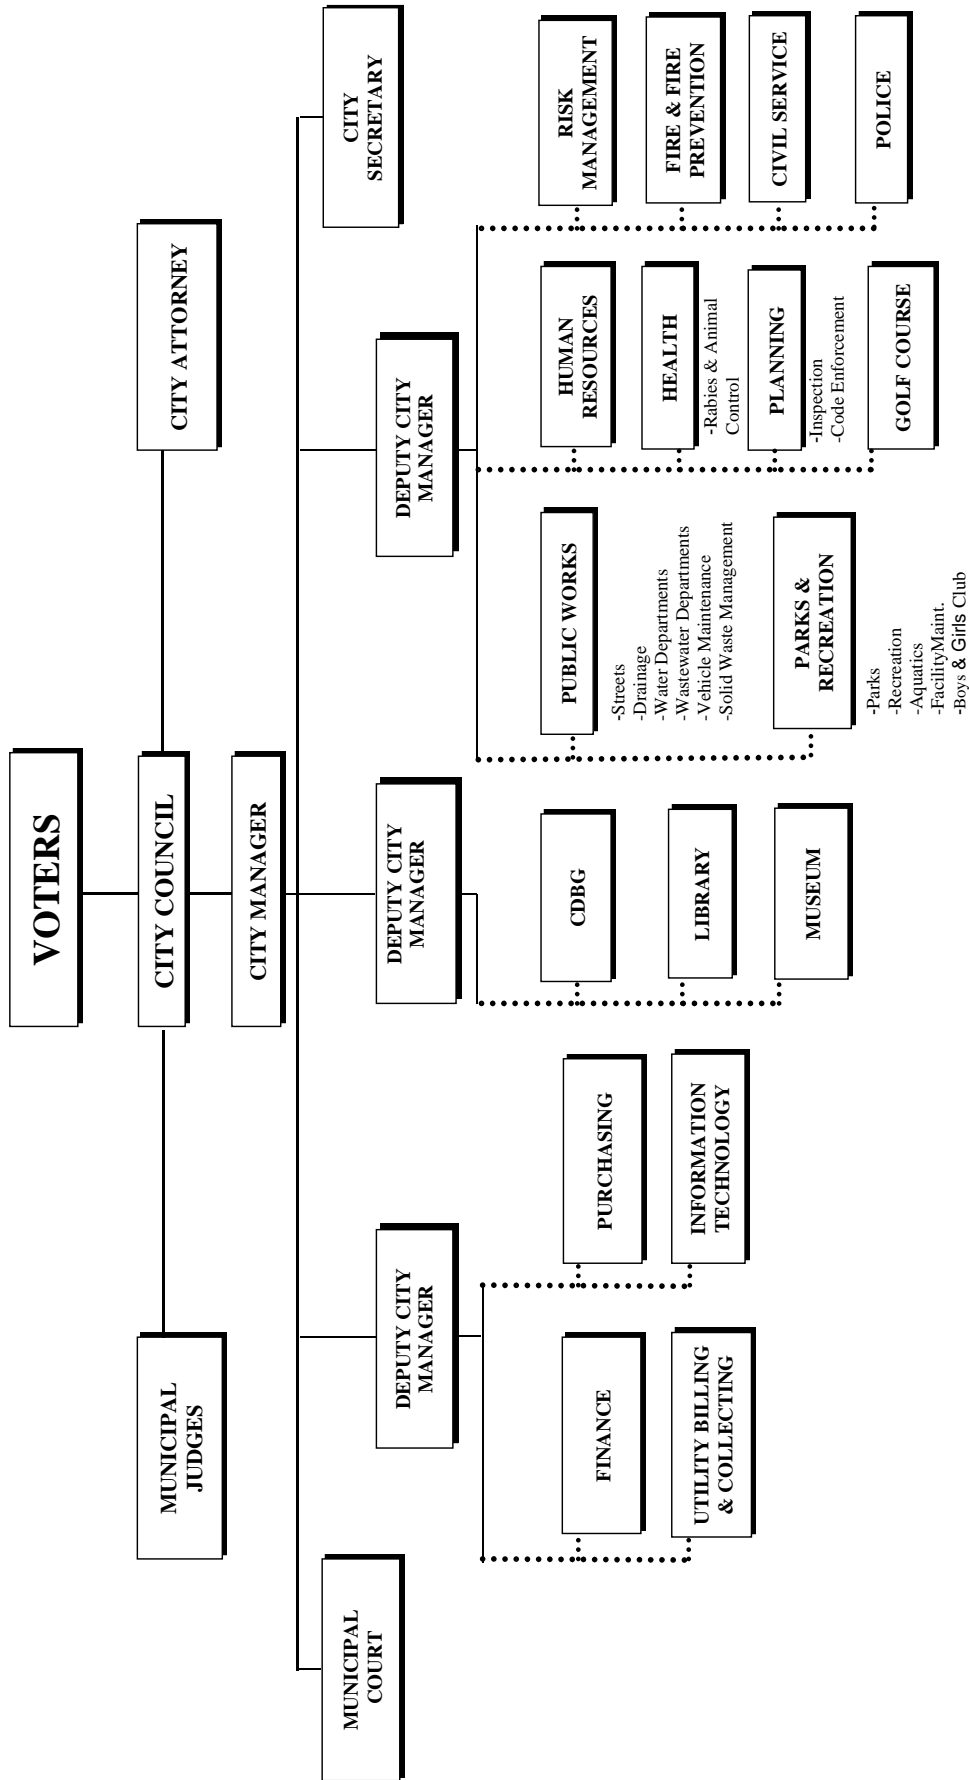 VOTERS
MUNICIPAL
JUDGES
CITY COUNCIL
CITY ATTORNEY
CITY MANAGER
MUNICIPAL
COURT
CITY
SECRETARY
DEPUTY CITY
MANAGER
DEPUTY CITY
MANAGER
DEPUTY CITY
MANAGER
FINANCE
UTILITY BILLING
& COLLECTING
PURCHASING
INFORMATION
TECHNOLOGY
CDBG
LIBRARY
MUSEUM
PUBLIC WORKS
-Streets
-Drainage
-Water Departments
-Wastewater Departments
-Vehicle Maintenance
-Solid Waste Management
PARKS &
RECREATION
-Parks
-Recreation
-Aquatics
-FacilityMaint.
-Boys & Girls Club
HUMAN
RESOURCES
HEALTH
-Rabies & Animal
Control
PLANNING
-Inspection
-Code Enforcement
GOLF COURSE
RISK
MANAGEMENT
FIRE & FIRE
PREVENTION
CIVIL SERVICE
POLICE